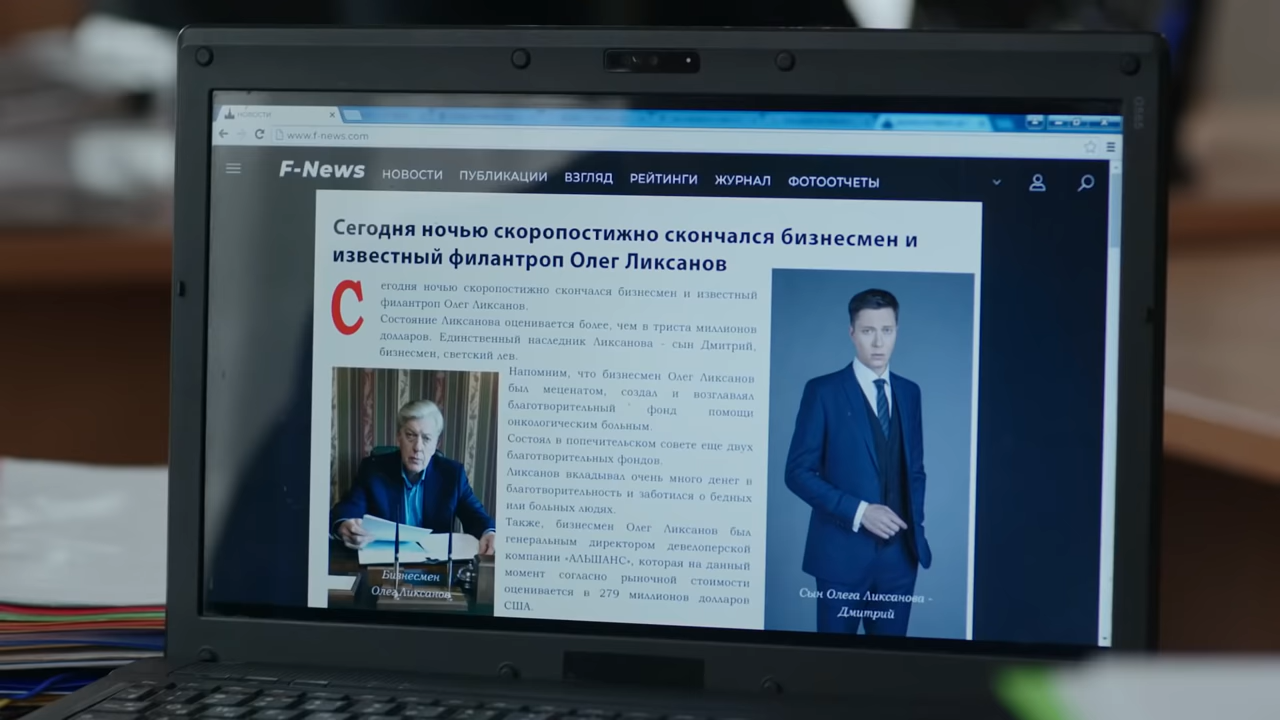 НОВОСТИ
www.f-news.com
F-News НОВОСТИ ПУБЛИКАЦИИ ВЗГЛЯД РЕЙТИНГИ ЖУРНАЛ ФОТООТЧЕТЫ
Сегодня ночью скоропостижно скончался бизнесмен и
известный филантроп Олег Ликсанов
Сегодня ночью скоропостижно скончался бизнесмен и известный
филантроп Олег Ликсанов.
Состояние Ликсанова оценивается более, чем в триста миллионов
долларов. Единственный наследник Ликсанова - сын Дмитрий,
бизнесмен, светский лев.
Напомним, что бизнесмен Олег Ликсанов
был меценатом, создал и возглавлял
благотворительный фонд помощи
онкологическим больным.
Состоял в попечительском совете еще двух
благотворительных фондов.
Ликсанов вкладывал очень много денег в
благотворительность и заботился о бедных
или больных людях.
Также, бизнесмен Олег Ликсанов был
генеральным директором девелоперской
компании «АЛЬШАНС», которая на данный
момент согласно рыночной стоимости
оценивается в 279 миллионов долларов
США.
Бизнесмен
Олег Ликсанов
Сын Олега Ликсанова -
Дмитрий